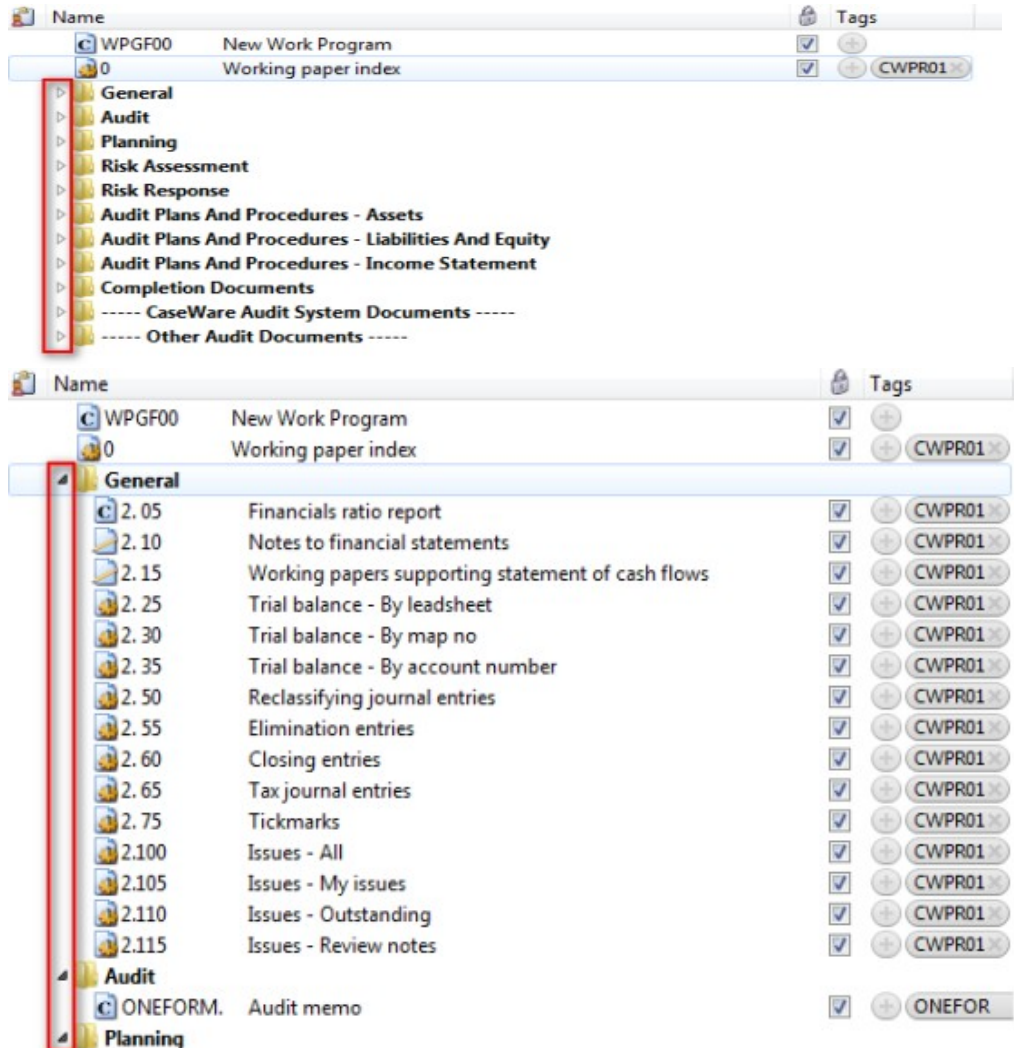 Name Tags
WPGF00 New Work Program
0 Working paper index CWPR01
General
Audit
Planning
Risk Assessment
Risk Response
Audit Plans And Procedures - Assets
Audit Plans And Procedures - Liabilities And Equity
Audit Plans And Procedures - Income Statement
Completion Documents
----- CaseWare Audit System Documents -----
----- Other Audit Documents -----
Name Tags
WPGF00 New Work Program
0 Working paper index CWPR01
General
2. 05 Financials ratio report CWPR01
2. 10 Notes to financial statements CWPR01
2. 15 Working papers supporting statement of cash flows CWPR01
2. 25 Trial balance - By leadsheet CWPR01
2. 30 Trial balance - By map no CWPR01
2. 35 Trial balance - By account number CWPR01
2. 50 Reclassifying journal entries CWPR01
2. 55 Elimination entries CWPR01
2. 60 Closing entries CWPR01
2. 65 Tax journal entries CWPR01
2. 75 Tickmarks CWPR01
2.100 Issues - All CWPR01
2.105 Issues - My issues CWPR01
2.110 Issues - Outstanding CWPR01
2.115 Issues - Review notes CWPR01
Audit
ONEFORM. Audit memo ONEFOR
Planning